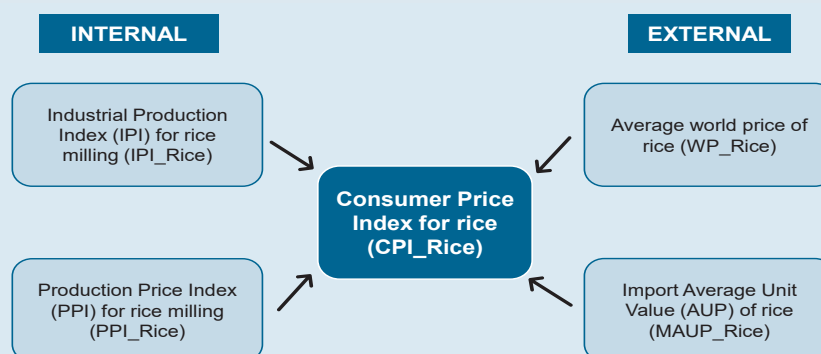 INTERNAL
EXTERNAL
Industrial Production
Index (IPI) for rice
milling (IPI_Rice)
Average world price of
rice (WP_Rice)
Consumer Price
Index for rice
(CPI_Rice)
Production Price Index
(PPI) for rice milling
(PPI_Rice)
Import Average Unit
Value (AUP) of rice
(MAUP_Rice)